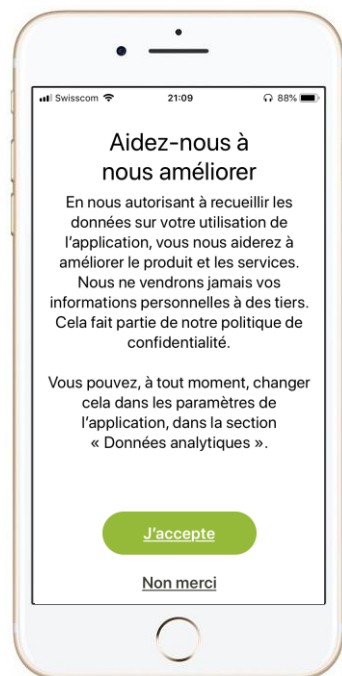 Swisscom 21:09 88%
Aidez-nous à
nous améliorer
En nous autorisant à recueillir les
données sur votre utilisation de
l'application, vous nous aiderez à
améliorer le produit et les services.
Nous ne vendrons jamais vos
informations personnelles à des tiers.
Cela fait partie de notre politique de
confidentialité.
Vous pouvez, à tout moment, changer
cela dans les paramètres de
l'application, dans la section
« Données analytiques ».
J'accepte
Non merci